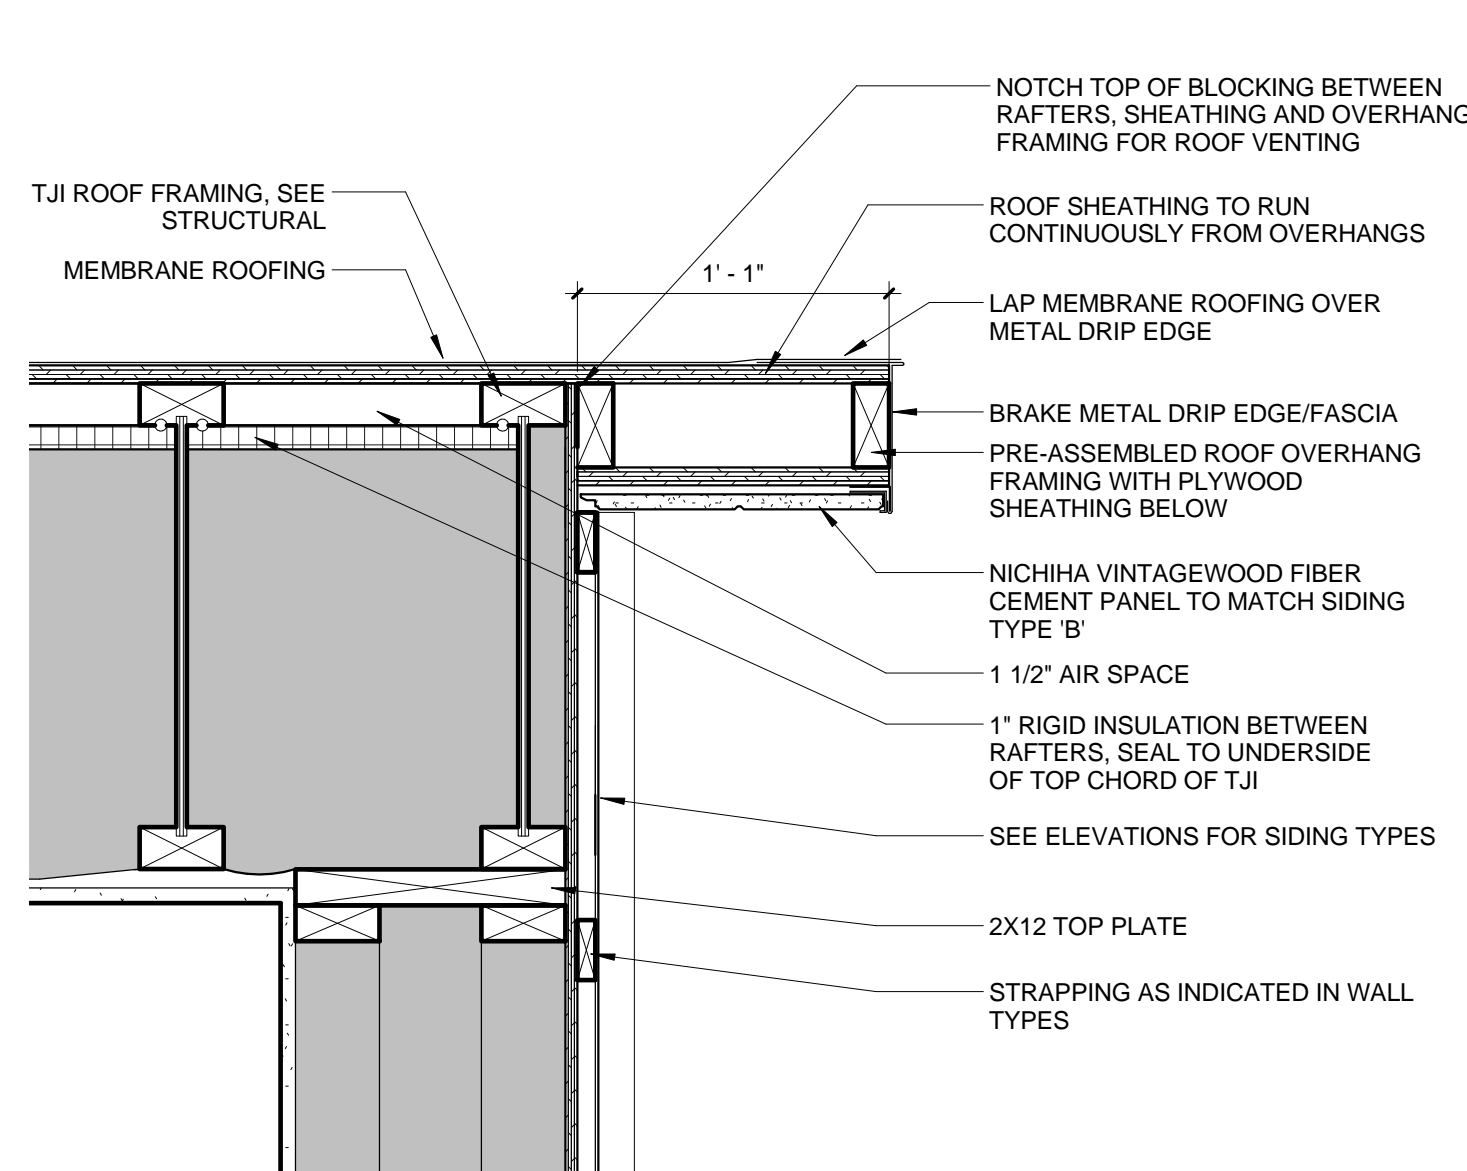 NOTCH TOP OF BLOCKING BETWEEN
RAFTERS, SHEATHING AND OVERHANG
FRAMING FOR ROOF VENTING
TJI ROOF FRAMING, SEE
STRUCTURAL
ROOF SHEATHING TO RUN
CONTINUOUSLY FROM OVERHANGS
MEMBRANE ROOFING
1' - 1"
LAP MEMBRANE ROOFING OVER
METAL DRIP EDGE
BRAKE METAL DRIP EDGE/FASCIA
PRE-ASSEMBLED ROOF OVERHANG
FRAMING WITH PLYWOOD
SHEATHING BELOW
NICHIHA VINTAGEWOOD FIBER
CEMENT PANEL TO MATCH SIDING
TYPE 'B'
1 1/2" AIR SPACE
1" RIGID INSULATION BETWEEN
RAFTERS, SEAL TO UNDERSIDE
OF TOP CHORD OF TJI
SEE ELEVATIONS FOR SIDING TYPES
2X12 TOP PLATE
STRAPPING AS INDICATED IN WALL
TYPES